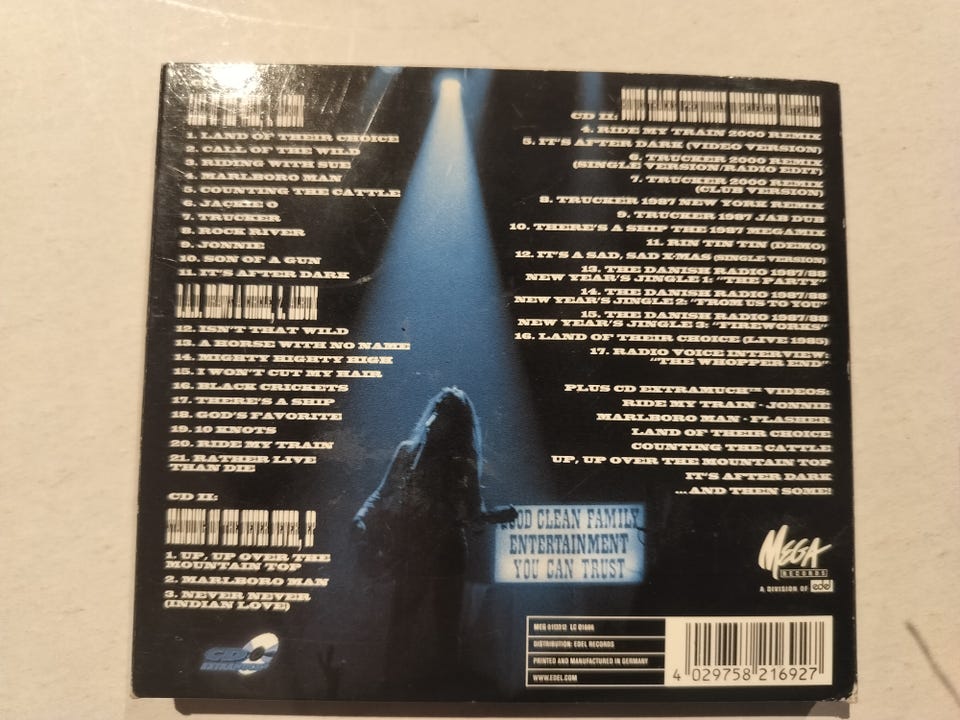 1. LAND OF THEIR CHOICE
2. CALL OF THE WILD
3. RIDING WITH SUE
4. MARLBORO MAN
5. COUNTING THE CATTLE
6. JACKIE O
7. TRUCKER
8. ROCK RIVER
9. JONNIE
10. SON OF A GUN
11. IT'S AFTER DARK
12. ISN'T THAT WILD
13. A HORSE WITH NO NAME
14. MIGHTY EIGHTY HIGH
15. I WON'T CUT MY HAIR
16. BLACK CRICKETS
17. THERE'S A SHIP
18. GOD'S FAVORITE
19. 10 KNOTS
20. RIDE MY TRAIN
21. RATHER LIVE
THAN DIE
CD II:
1. UP, UP OVER THE
MOUNTAIN TOP
2. MARLBORO MAN
3. NEVER NEVER
(INDIAN LOVE)
CD
EXTRAMUCH
CD II:
4. RIDE MY TRAIN 2000 REMIX
5. IT'S AFTER DARK (VIDEO VERSION)
6. TRUCKER 2000 REMIX
(SINGLE VERSION/RADIO EDIT)
7. TRUCKER 2000 REMIX
(CLUB VERSION)
8. TRUCKER 1987 NEW YORK REMIX
9. TRUCKER 1987 JAB DUB
10. THERE'S A SHIP THE 1987 MEGAMIX
11. RIN TIN TIN (DEMO)
12. IT'S A SAD, SAD X-MAS (SINGLE VERSION)
13. THE DANISH RADIO 1987/88
NEW YEAR'S JINGLE 1: "THE PARTY"
14. THE DANISH RADIO 1987/88
NEW YEAR'S JINGLE 2: "FROM US TO YOU"
15. THE DANISH RADIO 1987/88
NEW YEAR'S JINGLE 3: "FIREWORKS"
16. LAND OF THEIR CHOICE (LIVE 1985)
17. RADIO VOICE INTERVIEW:
"THE WHOPPER END"
PLUS CD EXTRAMUCH™ VIDEOS:
RIDE MY TRAIN - JONNIE
MARLBORO MAN - FLASHER
LAND OF THEIR CHOICE
COUNTING THE CATTLE
UP, UP OVER THE MOUNTAIN TOP
IT'S AFTER DARK
...AND THEN SOME!
GOOD CLEAN FAMILY
ENTERTAINMENT
YOU CAN TRUST
MEGA
RECORDS
A DIVISION OF edel
MEG
DISTRIBUTION: EDEL RECORDS
PRINTED AND MANUFACTURED IN GERMANY
WWW.EDEL.COM
4 029758 216927